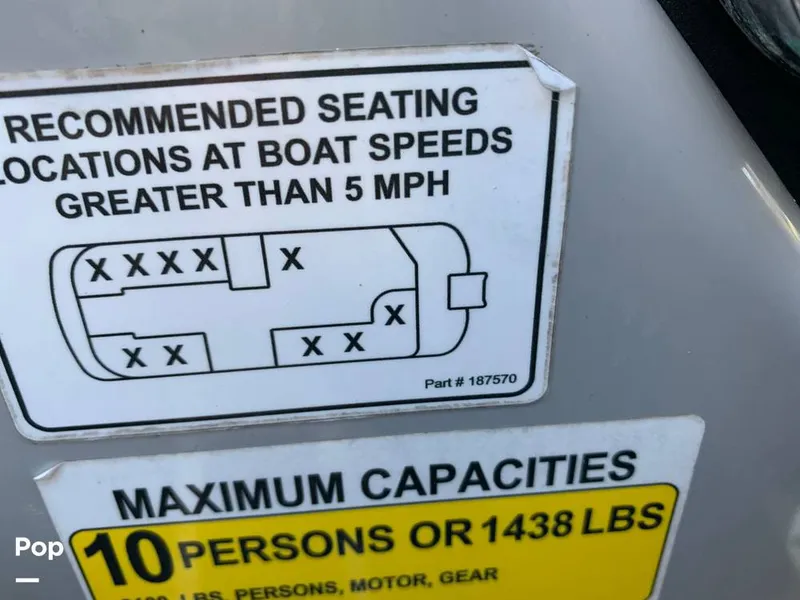 RECOMMENDED SEATING
LOCATIONS AT BOAT SPEEDS
GREATER THAN 5 MPH
X X X X X
X
X X X X
Part # 187570
MAXIMUM CAPACITIES
10 PERSONS OR 1438 LBS
LBS, PERSONS, MOTOR, GEAR
Pop